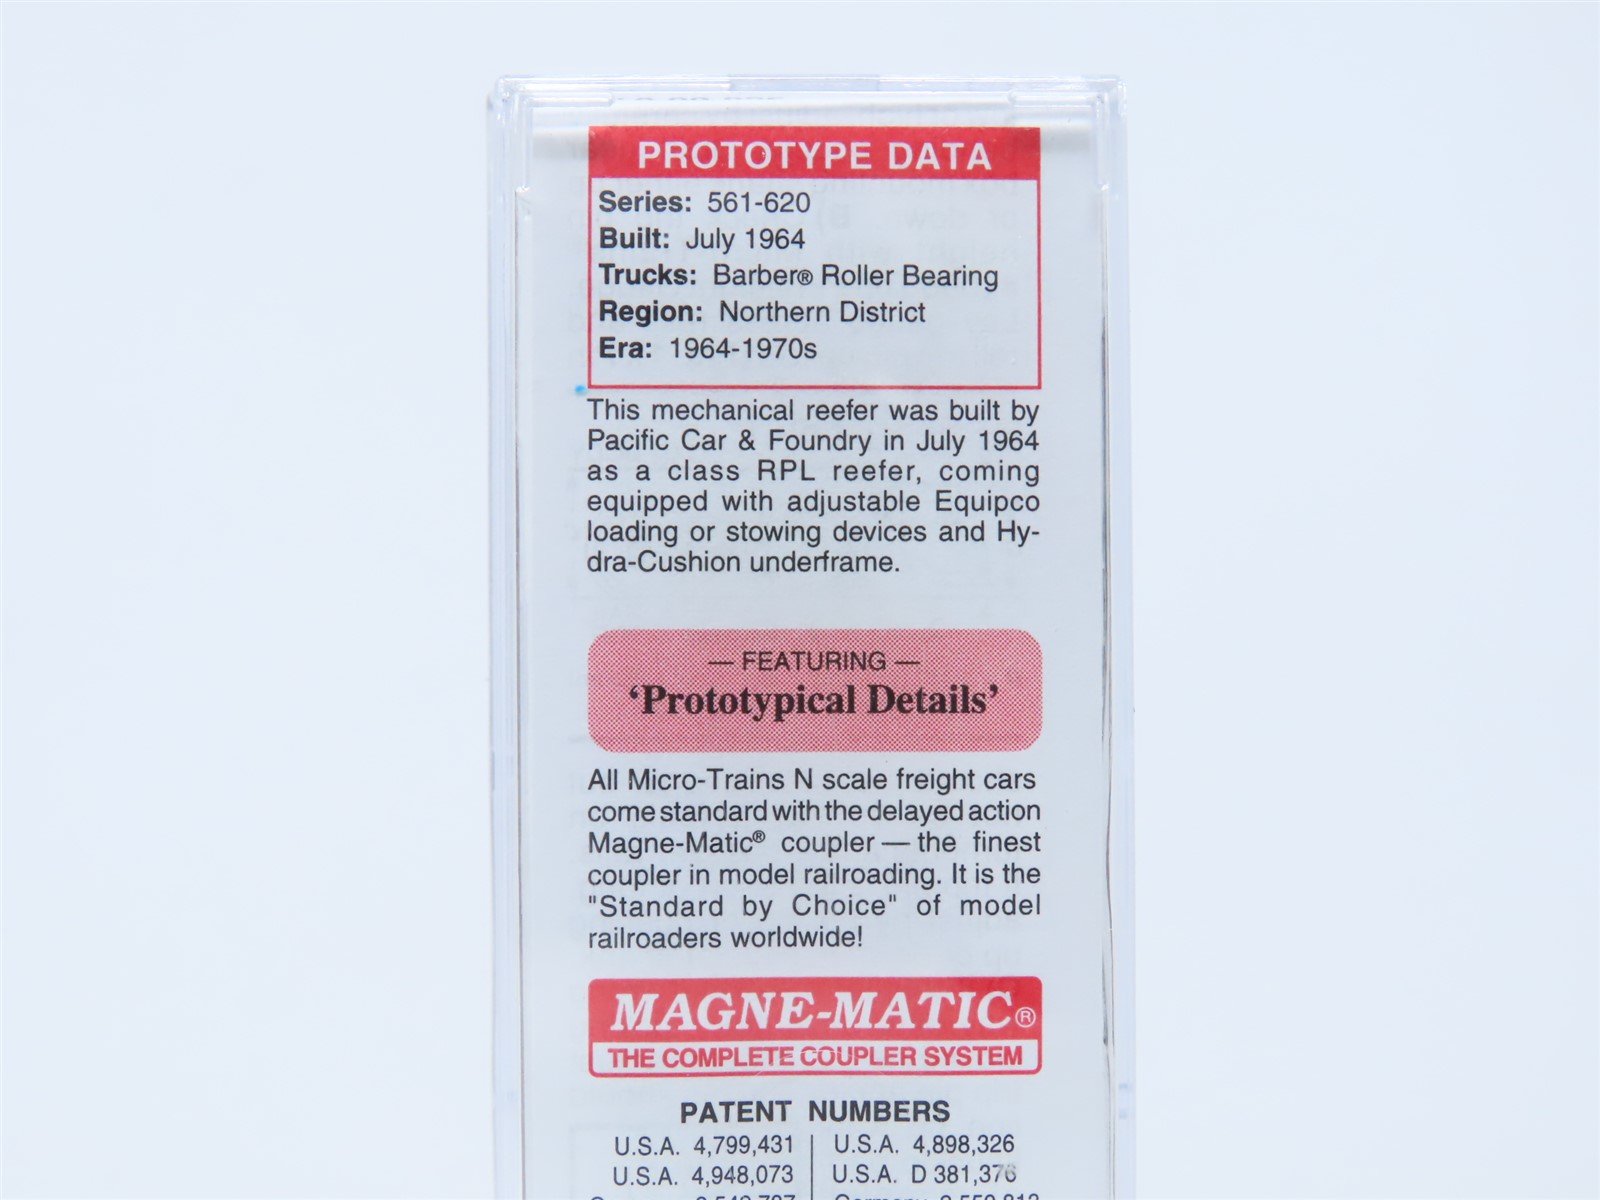 PROTOTYPE DATA
Series: 561-620
Built: July 1964
Trucks: Barber® Roller Bearing
Region: Northern District
Era: 1964-1970s
This mechanical reefer was built by
Pacific Car & Foundry in July 1964
as a class RPL reefer, coming
equipped with adjustable Equipco
loading or stowing devices and Hy-
dra-Cushion underframe.
— FEATURING —
‘Prototypical Details’
All Micro-Trains N scale freight cars
come standard with the delayed action
Magne-Matic® coupler — the finest
coupler in model railroading. It is the
"Standard by Choice" of model
railroaders worldwide!
MAGNE-MATIC®
THE COMPLETE COUPLER SYSTEM
PATENT NUMBERS
U.S.A. 4,799,431 | U.S.A. 4,898,326
U.S.A. 4,948,073 | U.S.A. D 381,376